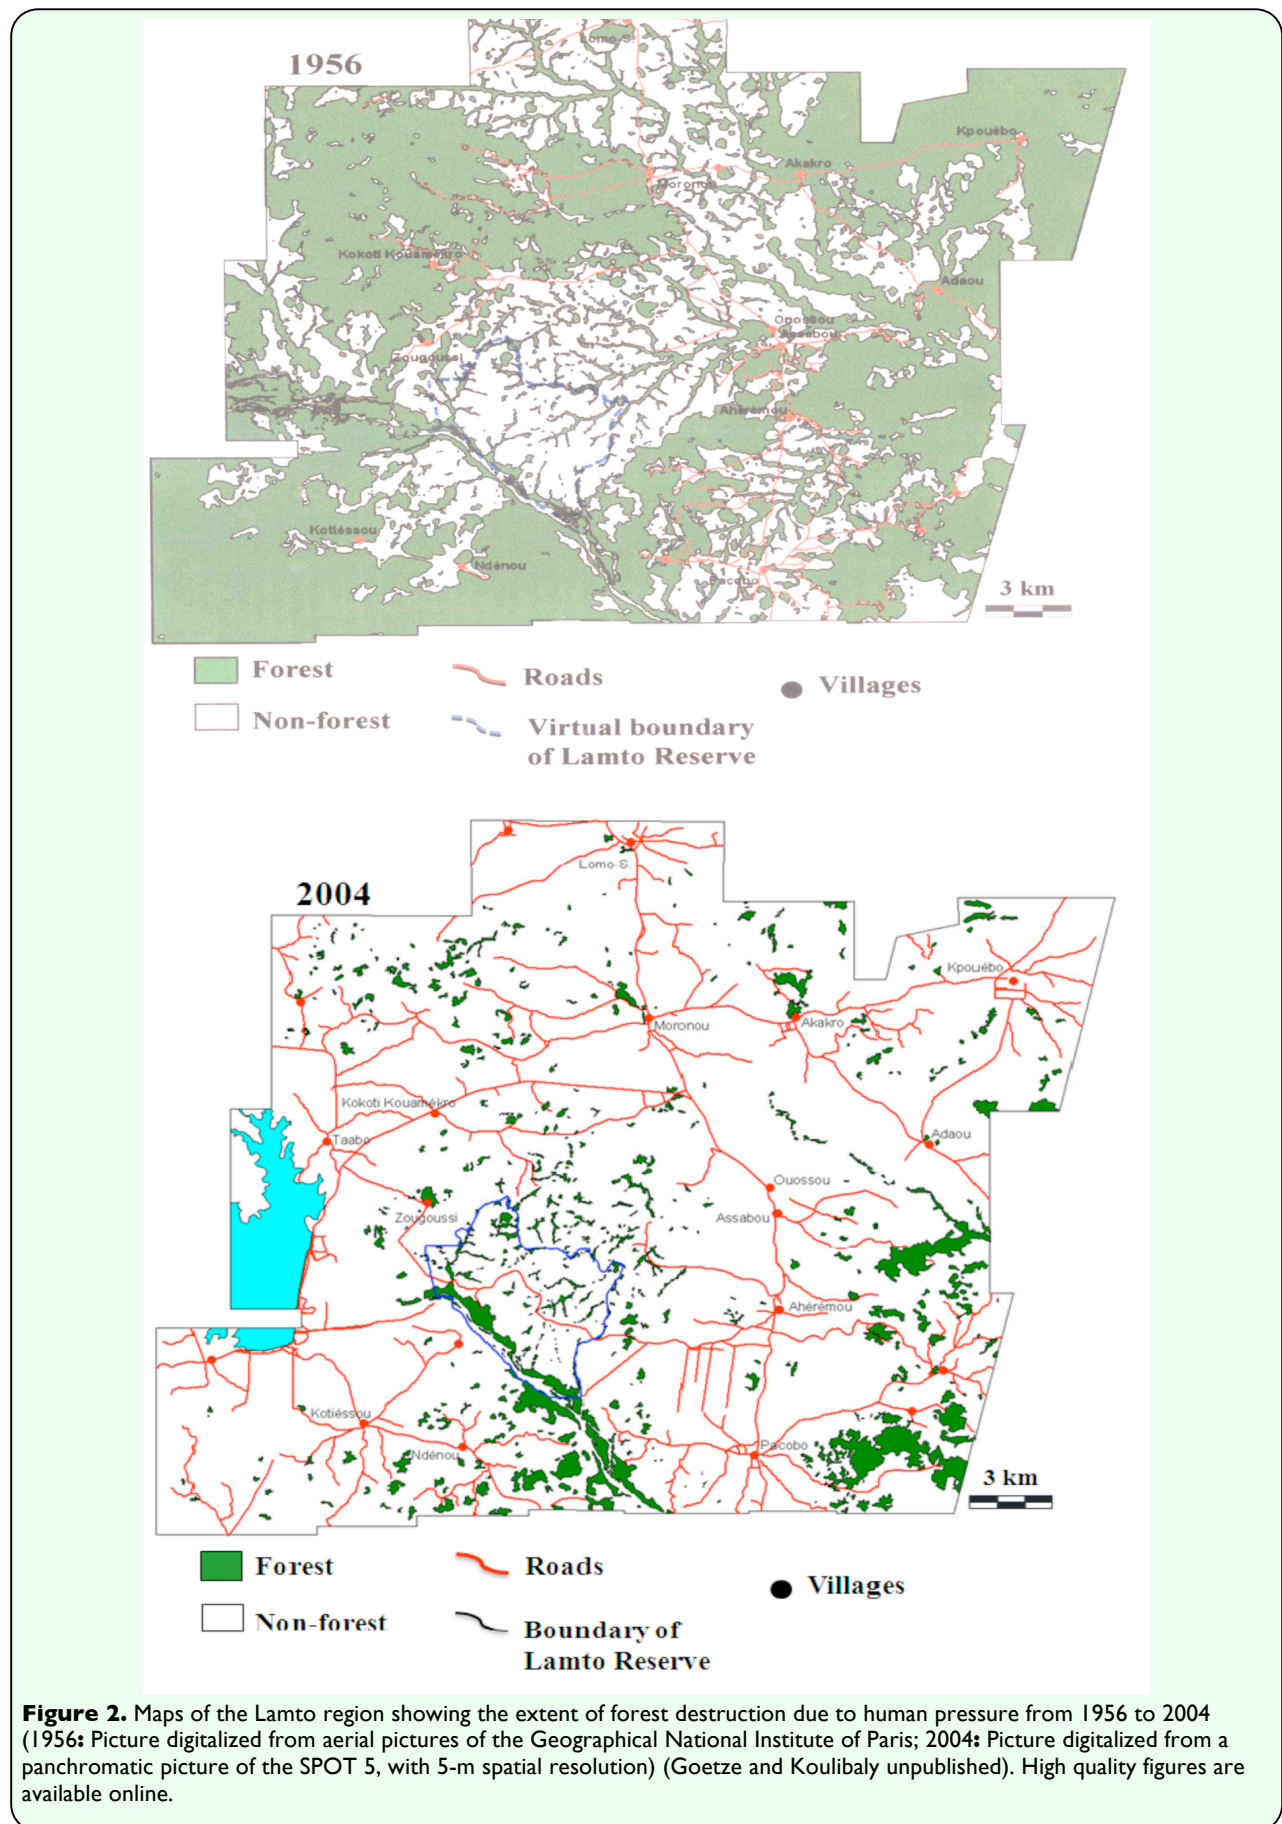 1956
Lomo-S.
Kpouébo
Akakro
Moronou
Kokoti Kouamékro
Adaou
Ouossou
Assabou
Zougoussi
Ahérémou
Kotiéssou
Ndénou
Pacobo
3 km
Forest
Roads
Villages
Non-forest
Virtual boundary
of Lamto Reserve
2004
Lomo-S.
Kpouébo
Moronou
Akakro
Kokoti Kouamékro
Taabo
Adaou
Ouossou
Zougoussi
Assabou
Ahérémou
Kotiéssou
Ndénou
Pacobo
3 km
Forest
Roads
Villages
Non-forest
Boundary of
Lamto Reserve
Figure 2. Maps of the Lamto region showing the extent of forest destruction due to human pressure from 1956 to 2004
(1956: Picture digitalized from aerial pictures of the Geographical National Institute of Paris; 2004: Picture digitalized from a
panchromatic picture of the SPOT 5, with 5-m spatial resolution) (Goetze and Koulibaly unpublished). High quality figures are
available online.